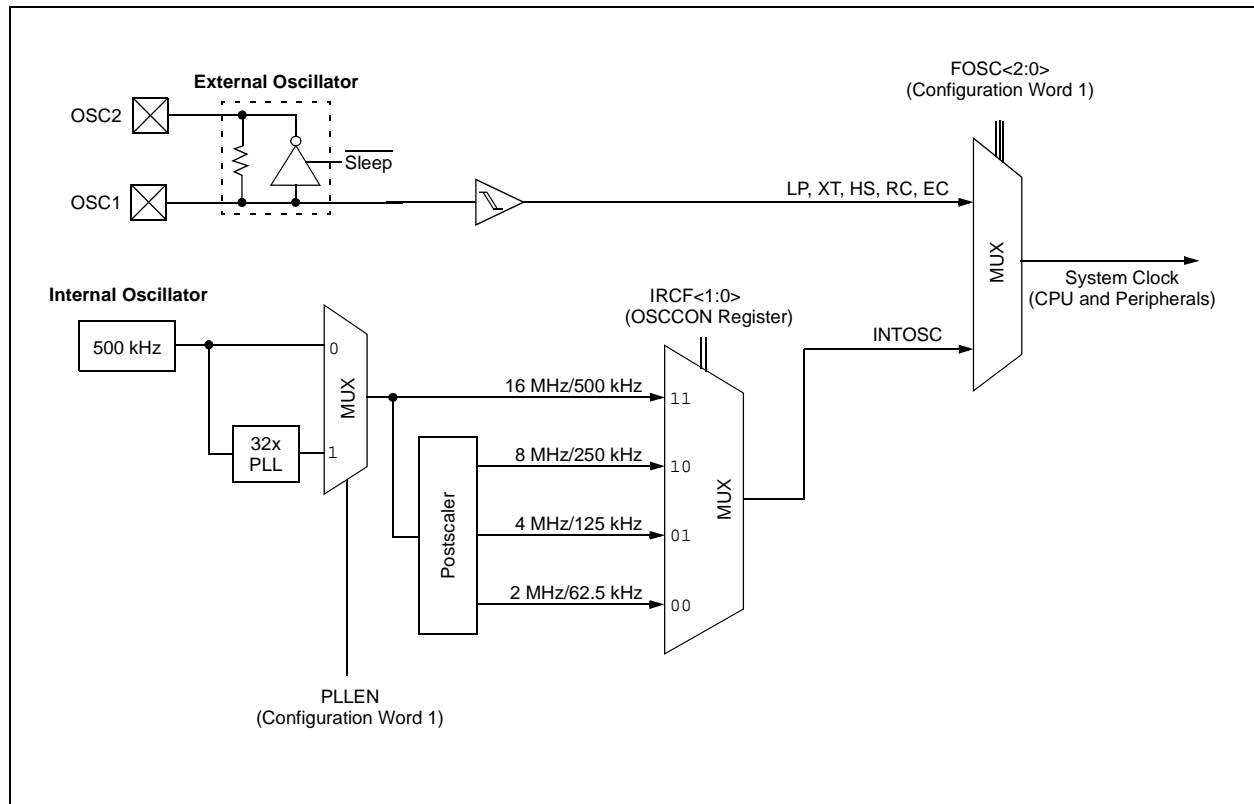 FOSC<2:0>
(Configuration Word 1)
External Oscillator
OSC2
Sleep
OSC1
LP, XT, HS, RC, EC
MUX
System Clock
(CPU and Peripherals)
Internal Oscillator
IRCF<1:0>
(OSCCON Register)
INTOSC
500 kHz
0
MUX
1
32x
PLL
16 MHz/500 kHz
11
8 MHz/250 kHz
10
Postscaler
MUX
4 MHz/125 kHz
01
2 MHz/62.5 kHz
00
PLLEN
(Configuration Word 1)